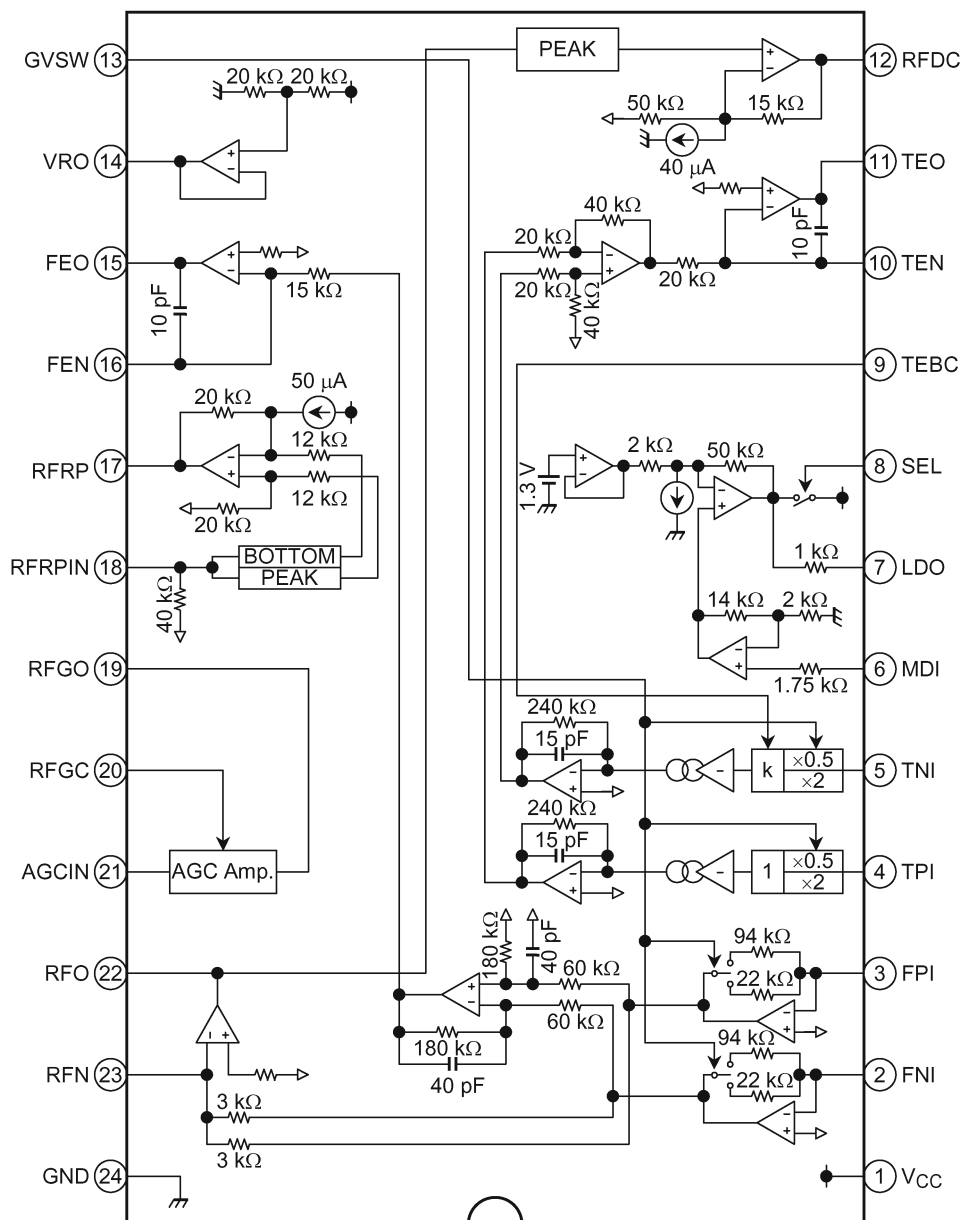 GVSW 13
PEAK
12 RFDC
20 kΩ 20 kΩ
50 kΩ 15 kΩ
40 μA
VRO 14
+
−
11 TEO
40 kΩ
20 kΩ
10 pF
FEO 15
15 kΩ
20 kΩ
40 kΩ
20 kΩ
10 TEN
10 pF
FEN 16
9 TEBC
50 μA
20 kΩ
12 kΩ
RFRP 17
12 kΩ
20 kΩ
2 kΩ 50 kΩ
1.3 V
8 SEL
RFRPIN 18
BOTTOM
PEAK
40 kΩ
1 kΩ
7 LDO
14 kΩ 2 kΩ
RFGO 19
6 MDI
1.75 kΩ
240 kΩ
15 pF
RFGC 20
k ×0.5
×2
5 TNI
240 kΩ
15 pF
AGCIN 21
AGC Amp.
1 ×0.5
×2
4 TPI
180 kΩ
40 pF
94 kΩ
RFO 22
60 kΩ
22 kΩ
3 FPI
60 kΩ
180 kΩ
40 pF
94 kΩ
RFN 23
22 kΩ
2 FNI
3 kΩ
3 kΩ
GND 24
1 VCC